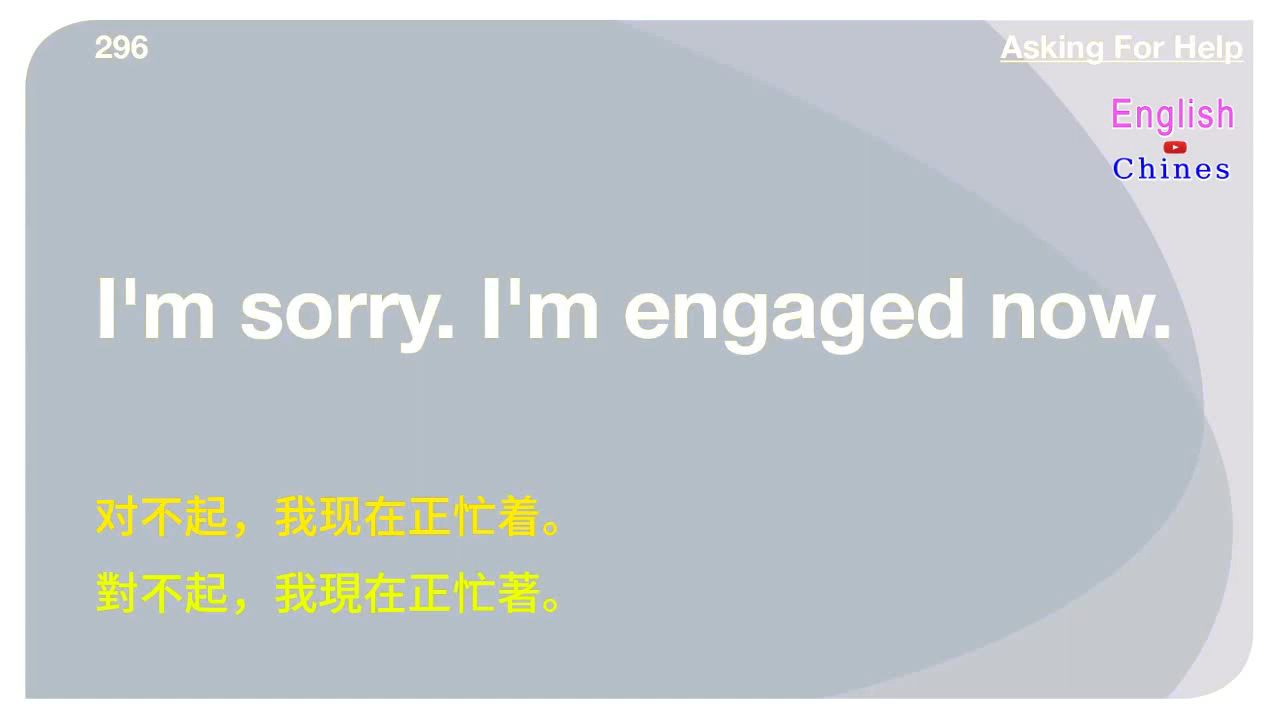 296
Asking For Help
English
Chines
I'm sorry. I'm engaged now.
对不起，我现在正忙着。
對不起，我現在正忙著。